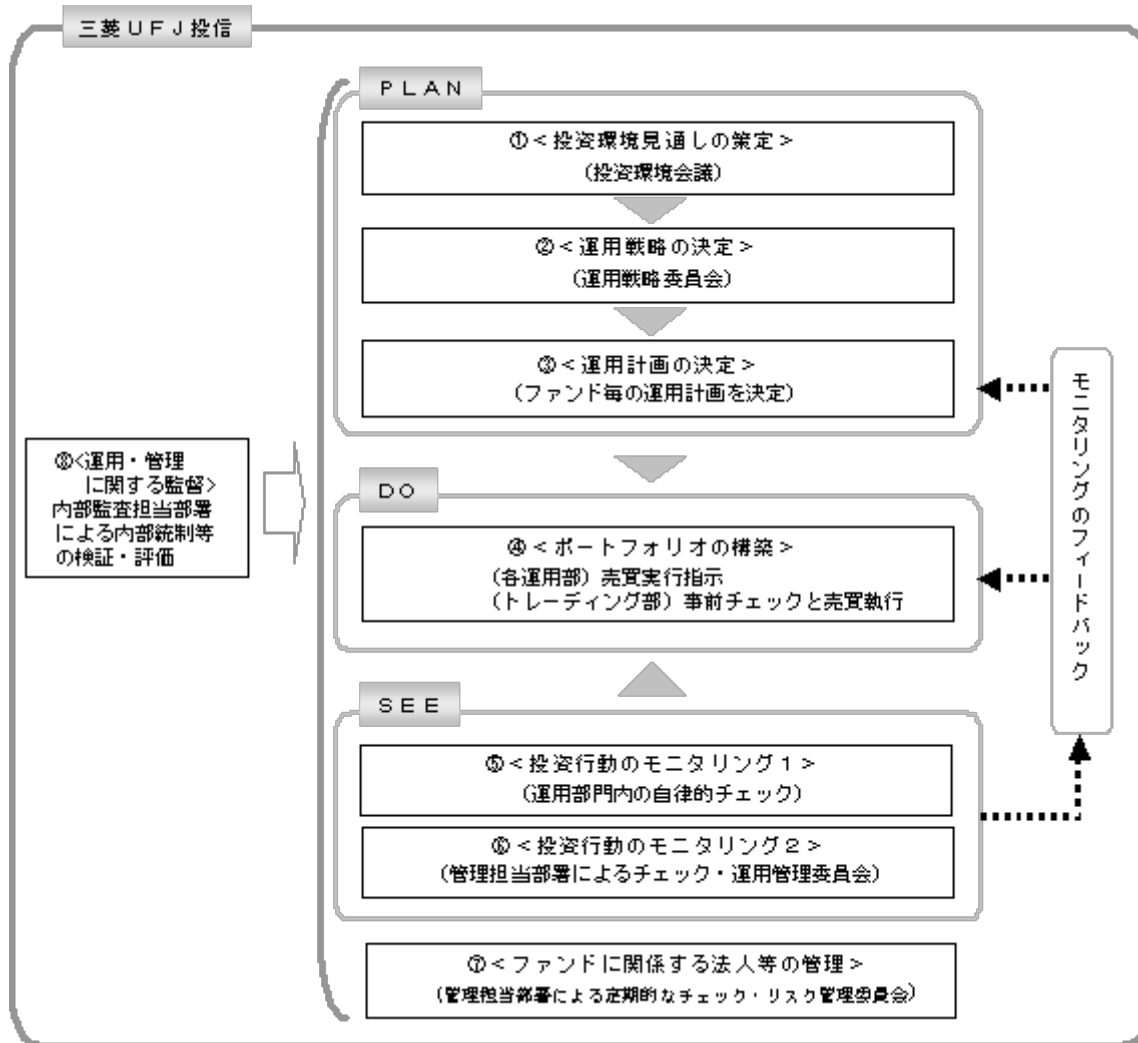 三菱UFJ投信
PLAN
①<投資環境見通しの策定>
(投資環境会議)
②<運用戦略の決定>
(運用戦略委員会)
③<運用計画の決定>
(ファンド毎の運用計画を決定)
⑧<運用・管理
に関する監督>
内部監査担当部署
による内部統制等
の検証・評価
DO
④<ポートフォリオの構築>
(各運用部)売買実行指示
(トレーディング部)事前チェックと売買執行
SEE
⑤<投資行動のモニタリング1>
(運用部門内の自律的チェック)
⑥<投資行動のモニタリング2>
(管理担当部署によるチェック・運用管理委員会)
⑦<ファンドに関係する法人等の管理>
(管理担当部署による定期的なチェック・リスク管理委員会)
モニタリングのフィードバック